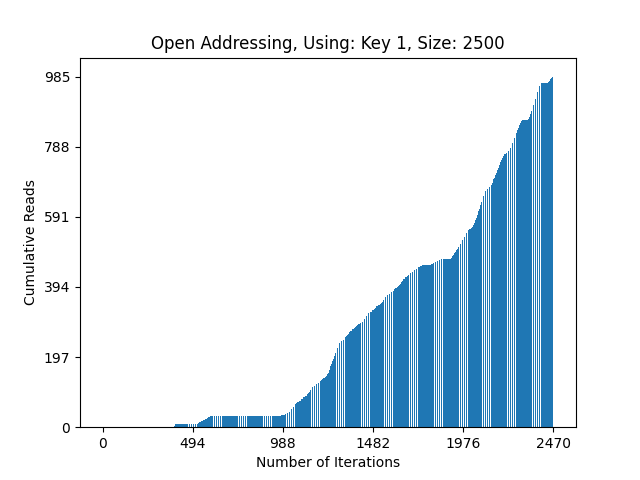 Open Addressing, Using: Key 1, Size: 2500
985
788
591
394
197
0
Cumulative Reads
0 494 988 1482 1976 2470
Number of Iterations